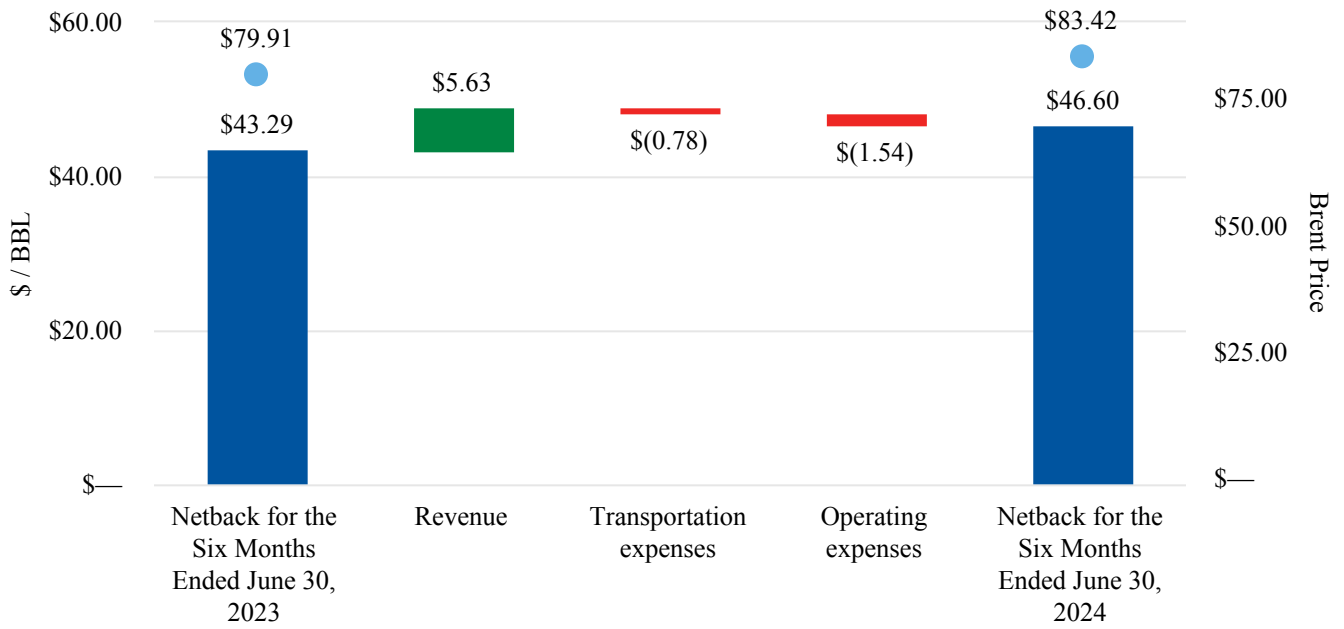 $60.00
$40.00
$20.00
$—
$ / BBL
$79.91
$43.29
$5.63
$(0.78)
$(1.54)
$83.42
$46.60
$75.00
$50.00
$25.00
$—
Brent Price
Netback for the
Six Months
Ended June 30,
2023
Revenue
Transportation
expenses
Operating
expenses
Netback for the
Six Months
Ended June 30,
2024